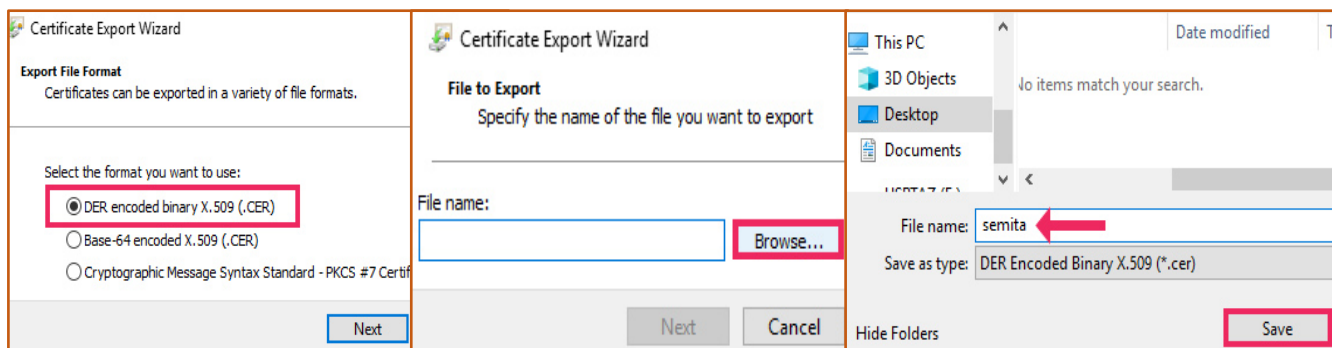 Certificate Export Wizard
Export File Format
Certificates can be exported in a variety of file formats.
Select the format you want to use:
DER encoded binary X.509 (.CER)
Base-64 encoded X.509 (.CER)
Cryptographic Message Syntax Standard - PKCS #7 Certif
Next
Certificate Export Wizard
File to Export
Specify the name of the file you want to export
File name:
Browse...
Next
Cancel
This PC
3D Objects
Desktop
Documents
Date modified
No items match your search.
File name: semita
Save as type: DER Encoded Binary X.509 (*.cer)
Hide Folders
Save